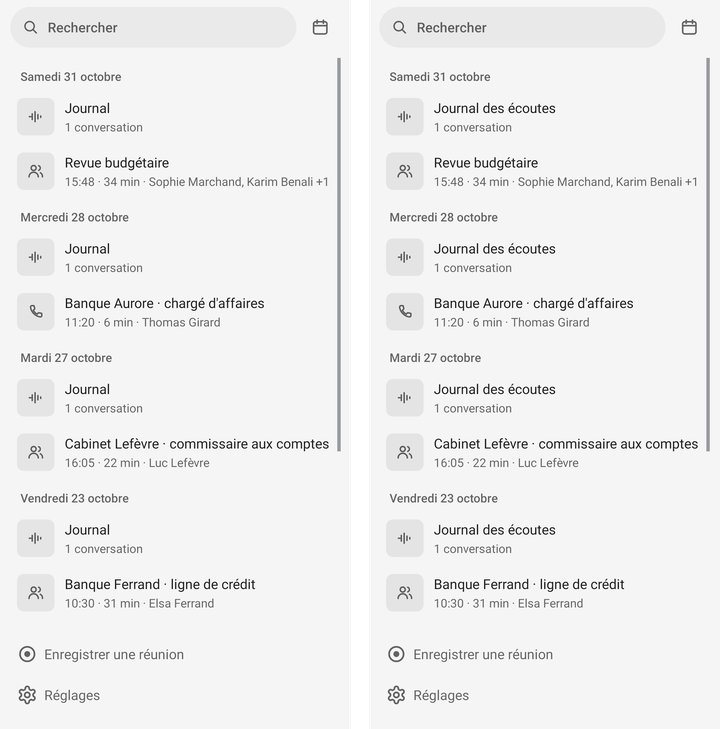 Rechercher
Samedi 31 octobre
Journal
1 conversation
Revue budgétaire
15:48 · 34 min · Sophie Marchand, Karim Benali +1
Mercredi 28 octobre
Journal
1 conversation
Banque Aurore · chargé d'affaires
11:20 · 6 min · Thomas Girard
Mardi 27 octobre
Journal
1 conversation
Cabinet Lefèvre · commissaire aux comptes
16:05 · 22 min · Luc Lefèvre
Vendredi 23 octobre
Journal
1 conversation
Banque Ferrand · ligne de crédit
10:30 · 31 min · Elsa Ferrand
Enregistrer une réunion
Réglages
Rechercher
Samedi 31 octobre
Journal des écoutes
1 conversation
Revue budgétaire
15:48 · 34 min · Sophie Marchand, Karim Benali +1
Mercredi 28 octobre
Journal des écoutes
1 conversation
Banque Aurore · chargé d'affaires
11:20 · 6 min · Thomas Girard
Mardi 27 octobre
Journal des écoutes
1 conversation
Cabinet Lefèvre · commissaire aux comptes
16:05 · 22 min · Luc Lefèvre
Vendredi 23 octobre
Journal des écoutes
1 conversation
Banque Ferrand · ligne de crédit
10:30 · 31 min · Elsa Ferrand
Enregistrer une réunion
Réglages